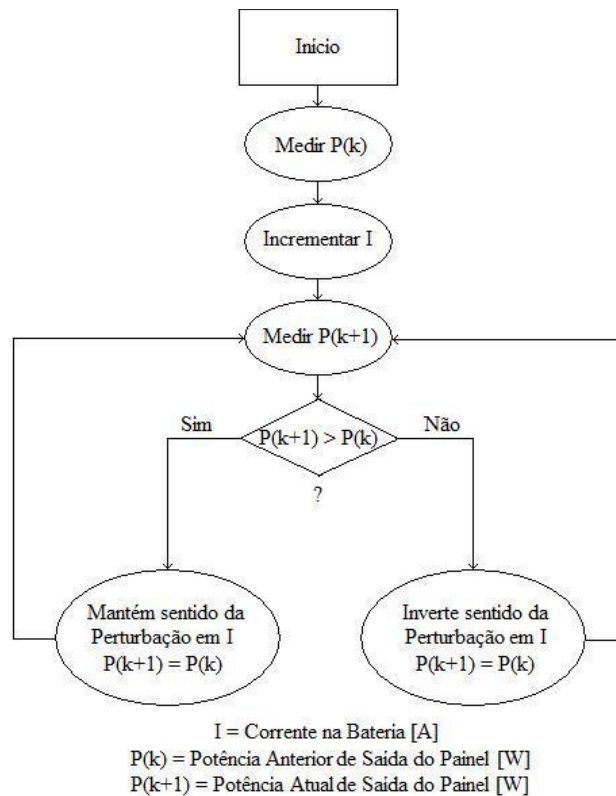 Início
Medir P(k)
Incrementar I
Medir P(k+1)
Sim
P(k+1) > P(k)
Não
?
Mantém sentido da
Perturbação em I
P(k+1) = P(k)
Inverte sentido da
Perturbação em I
P(k+1) = P(k)
I = Corrente na Bateria [A]
P(k) = Potência Anterior de Saída do Painel [W]
P(k+1) = Potência Atual de Saída do Painel [W]